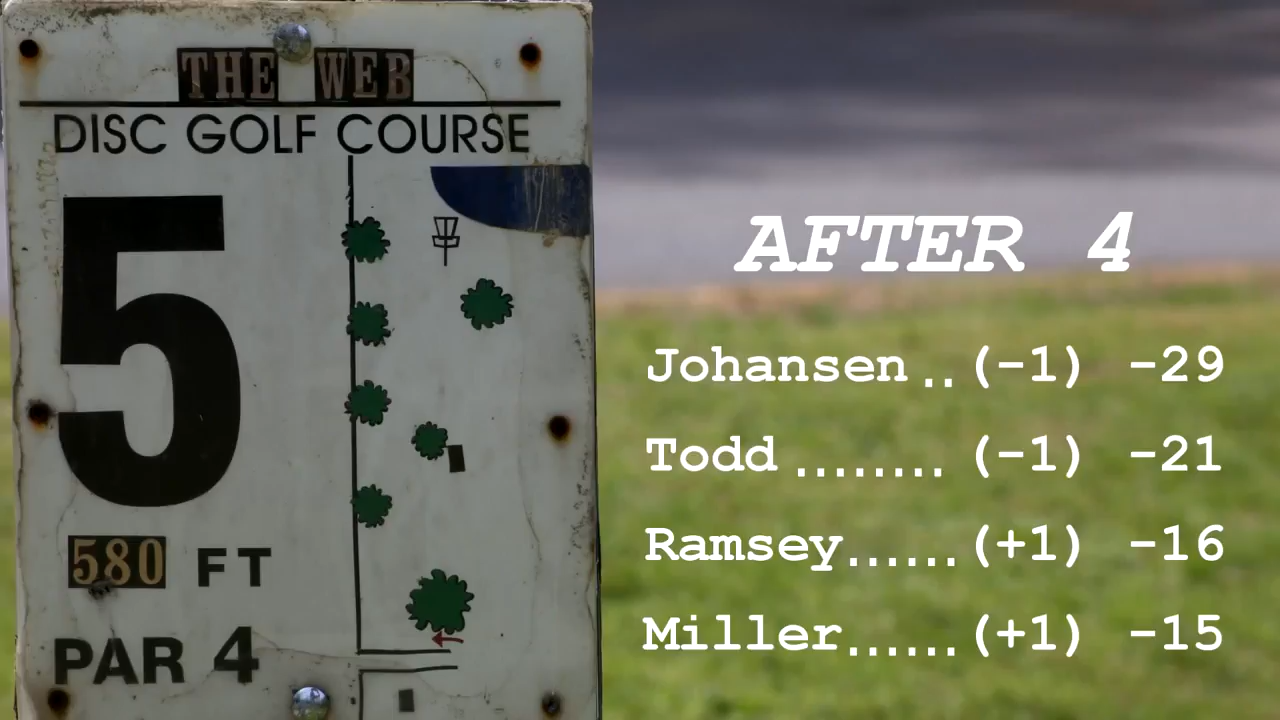 THE WEB
DISC GOLF COURSE
5
580 FT
PAR 4
AFTER 4
Johansen ..(-1) -29
Todd ........ (-1) -21
Ramsey......(+1) -16
Miller......(+1) -15